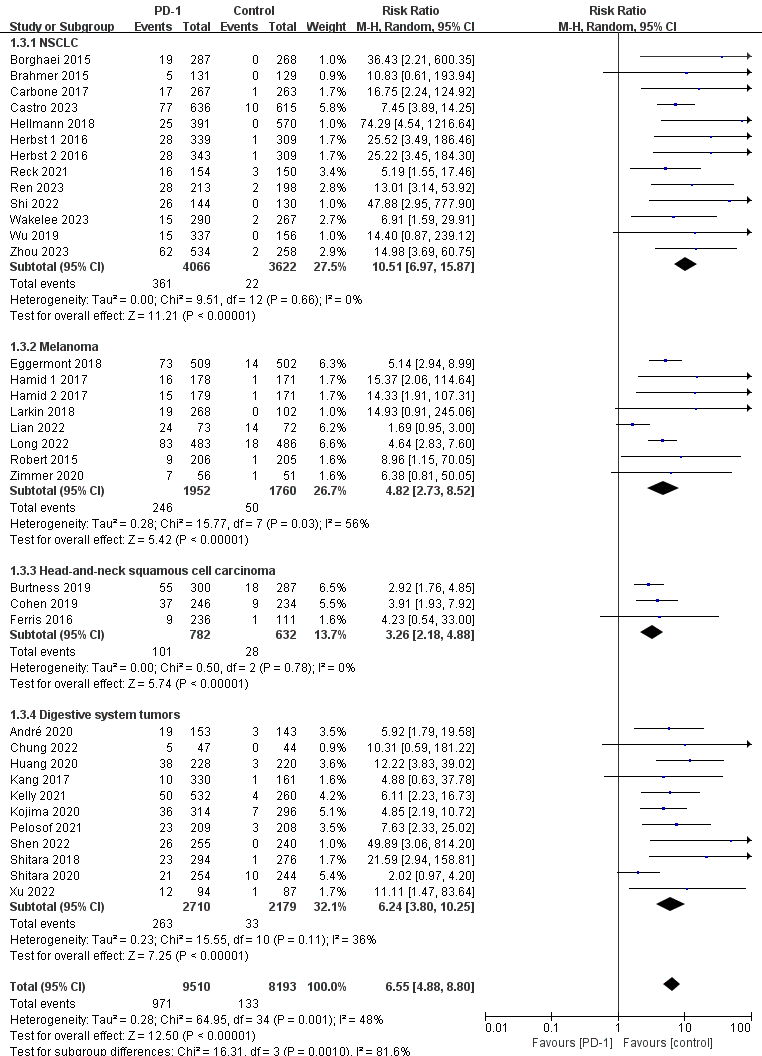 PD-1 Control Risk Ratio Risk Ratio
Study or Subgroup Events Total Events Total Weight M-H, Random, 95% CI M-H, Random, 95% CI
1.3.1 NSCLC
Borghaei 2015 19 287 0 268 1.0% 36.43 [2.21, 600.35]
Brahmer 2015 5 131 0 129 1.0% 10.83 [0.61, 193.94]
Carbone 2017 17 267 1 263 1.7% 16.75 [2.24, 124.92]
Castro 2023 77 636 10 615 5.8% 7.45 [3.89, 14.25]
Hellmann 2018 25 391 0 570 1.0% 74.29 [4.54, 1216.64]
Herbst 1 2016 28 339 1 309 1.8% 25.52 [3.49, 186.46]
Herbst 2 2016 28 343 1 309 1.8% 25.22 [3.45, 184.30]
Reck 2021 16 154 3 150 3.4% 5.19 [1.55, 17.46]
Ren 2023 28 213 2 198 2.8% 13.01 [3.14, 53.92]
Shi 2022 26 144 0 130 1.0% 47.88 [2.95, 777.90]
Wakelee 2023 15 290 2 267 2.6% 6.91 [1.59, 29.91]
Wu 2019 15 337 0 156 1.0% 14.40 [0.87, 239.12]
Zhou 2023 62 534 2 258 2.9% 14.98 [3.69, 60.75]
Subtotal (95% CI) 4066 3622 27.5% 10.51 [6.97, 15.87]
Total events 361 22
Heterogeneity: Tau² = 0.00; Chi² = 9.51, df = 12 (P = 0.66); I² = 0%
Test for overall effect: Z = 11.21 (P < 0.00001)
1.3.2 Melanoma
Eggermont 2018 73 509 14 502 6.3% 5.14 [2.94, 8.99]
Hamid 1 2017 16 178 1 171 1.7% 15.37 [2.06, 114.64]
Hamid 2 2017 15 179 1 171 1.7% 14.33 [1.91, 107.31]
Larkin 2018 19 268 0 102 1.0% 14.93 [0.91, 245.06]
Lian 2022 24 73 14 72 6.2% 1.69 [0.95, 3.00]
Long 2022 83 483 18 486 6.6% 4.64 [2.83, 7.60]
Robert 2015 9 206 1 205 1.6% 8.96 [1.15, 70.05]
Zimmer 2020 7 56 1 51 1.6% 6.38 [0.81, 50.05]
Subtotal (95% CI) 1952 1760 26.7% 4.82 [2.73, 8.52]
Total events 246 50
Heterogeneity: Tau² = 0.28; Chi² = 15.77, df = 7 (P = 0.03); I² = 56%
Test for overall effect: Z = 5.42 (P < 0.00001)
1.3.3 Head-and-neck squamous cell carcinoma
Burtness 2019 55 300 18 287 6.5% 2.92 [1.76, 4.85]
Cohen 2019 37 246 9 234 5.5% 3.91 [1.93, 7.92]
Ferris 2016 9 236 1 111 1.6% 4.23 [0.54, 33.00]
Subtotal (95% CI) 782 632 13.7% 3.26 [2.18, 4.88]
Total events 101 28
Heterogeneity: Tau² = 0.00; Chi² = 0.50, df = 2 (P = 0.78); I² = 0%
Test for overall effect: Z = 5.74 (P < 0.00001)
1.3.4 Digestive system tumors
André 2020 19 153 3 143 3.5% 5.92 [1.79, 19.58]
Chung 2022 5 47 0 44 0.9% 10.31 [0.59, 181.22]
Huang 2020 38 228 3 220 3.6% 12.22 [3.83, 39.02]
Kang 2017 10 330 1 161 1.6% 4.88 [0.63, 37.78]
Kelly 2021 50 532 4 260 4.2% 6.11 [2.23, 16.73]
Kojima 2020 36 314 7 296 5.1% 4.85 [2.19, 10.72]
Pelosof 2021 23 209 3 208 3.5% 7.63 [2.33, 25.02]
Shen 2022 26 255 0 240 1.0% 49.89 [3.06, 814.20]
Shitara 2018 23 294 1 276 1.7% 21.59 [2.94, 158.81]
Shitara 2020 21 254 10 244 5.4% 2.02 [0.97, 4.20]
Xu 2022 12 94 1 87 1.7% 11.11 [1.47, 83.64]
Subtotal (95% CI) 2710 2179 32.1% 6.24 [3.80, 10.25]
Total events 263 33
Heterogeneity: Tau² = 0.23; Chi² = 15.55, df = 10 (P = 0.11); I² = 36%
Test for overall effect: Z = 7.25 (P < 0.00001)
Total (95% CI) 9510 8193 100.0% 6.55 [4.88, 8.80]
Total events 971 133
Heterogeneity: Tau² = 0.28; Chi² = 64.95, df = 34 (P = 0.001); I² = 48%
Test for overall effect: Z = 12.50 (P < 0.00001)
Test for subgroup differences: Chi² = 16.31, df = 3 (P = 0.0010), I² = 81.6%
0.01 0.1 1 10 100
Favours [PD-1] Favours [control]